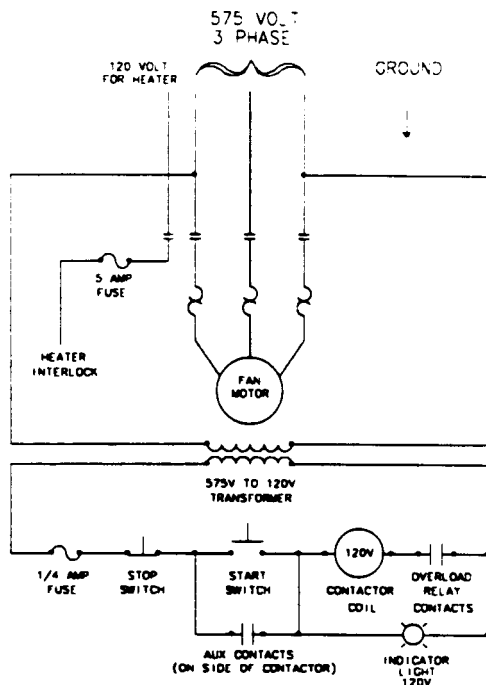 575 VOLT
3 PHASE
120 VOLT
FOR HEATER
GROUND
5 AMP
FUSE
HEATER
INTERLOCK
FAN
MOTOR
575V TO 120V
TRANSFORMER
120V
1/4 AMP
FUSE
STOP
SWITCH
START
SWITCH
CONTACTOR
COIL
OVERLOAD
RELAY
CONTACTS
AUX CONTACTS
(ON SIDE OF CONTACTOR)
INDICATOR
LIGHT
120V